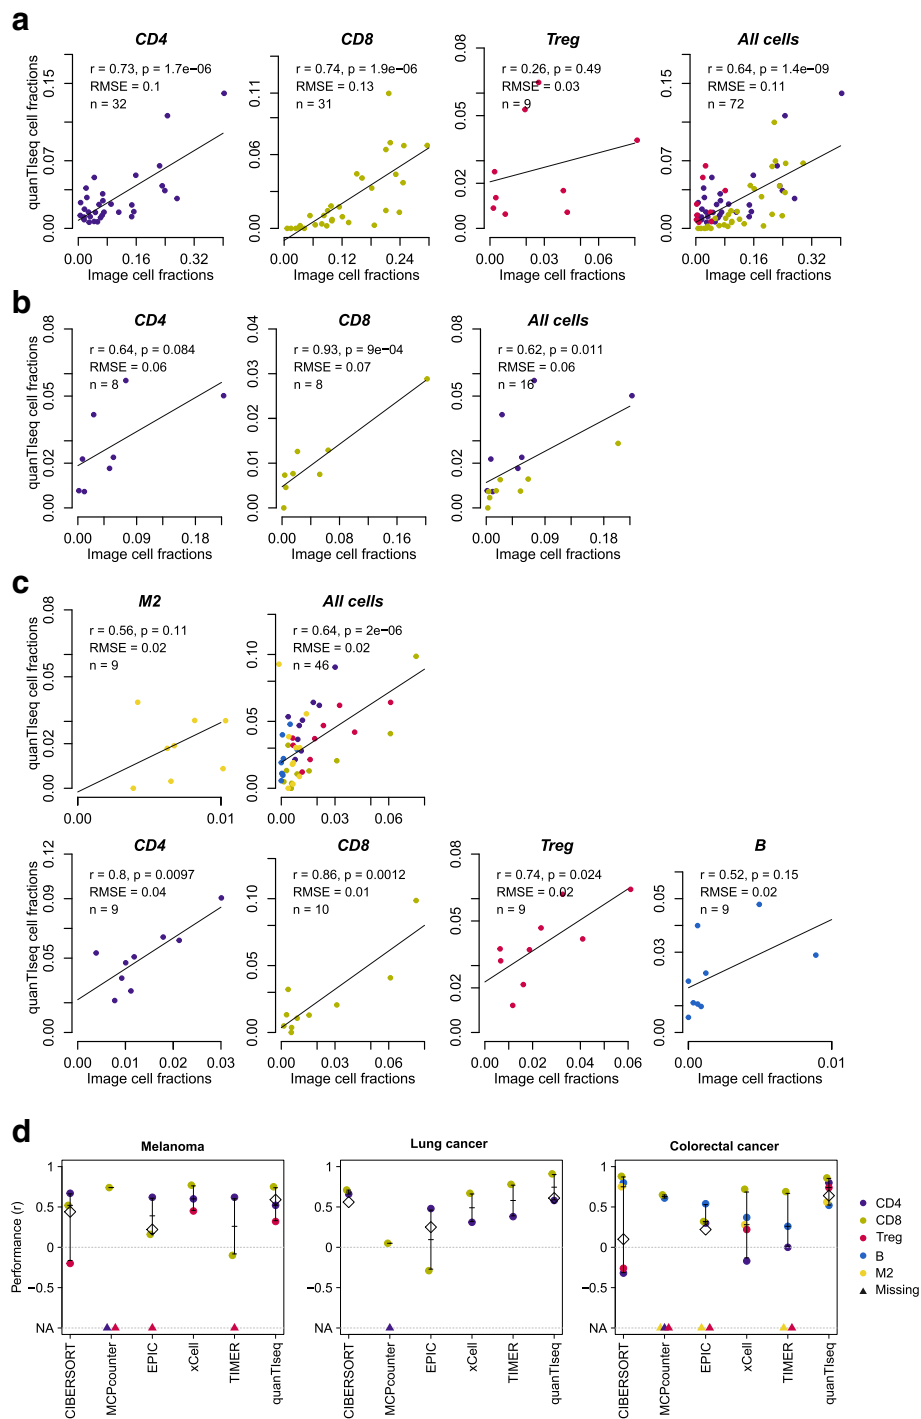 a
CD4
CD8
Treg
All cells
r = 0.73, p = 1.7e−06
RMSE = 0.1
n = 32
r = 0.74, p = 1.9e−06
RMSE = 0.13
n = 31
r = 0.26, p = 0.49
RMSE = 0.03
n = 9
r = 0.64, p = 1.4e−09
RMSE = 0.11
n = 72
quanTIseq cell fractions
0.15
0.07
0.00
0.11
0.06
0.00
0.08
0.05
0.02
0.00
0.15
0.07
0.00
0.00 0.16 0.32
0.00 0.12 0.24
0.00 0.03 0.06
0.00 0.16 0.32
Image cell fractions
Image cell fractions
Image cell fractions
Image cell fractions
b
CD4
CD8
All cells
r = 0.64, p = 0.084
RMSE = 0.06
n = 8
r = 0.93, p = 9e−04
RMSE = 0.07
n = 8
r = 0.62, p = 0.011
RMSE = 0.06
n = 16
quanTIseq cell fractions
0.08
0.05
0.02
0.00
0.04
0.03
0.02
0.01
0.00
0.08
0.05
0.02
0.00
0.00 0.09 0.18
0.00 0.08 0.16
0.00 0.09 0.18
Image cell fractions
Image cell fractions
Image cell fractions
c
M2
All cells
r = 0.56, p = 0.11
RMSE = 0.02
n = 9
r = 0.64, p = 2e−06
RMSE = 0.02
n = 46
quanTIseq cell fractions
0.08
0.05
0.02
0.00
0.10
0.05
0.00
0.00 0.01
0.00 0.03 0.06
CD4
CD8
Treg
B
r = 0.8, p = 0.0097
RMSE = 0.04
n = 9
r = 0.86, p = 0.0012
RMSE = 0.01
n = 10
r = 0.74, p = 0.024
RMSE = 0.02
n = 9
r = 0.52, p = 0.15
RMSE = 0.02
n = 9
quanTIseq cell fractions
0.12
0.09
0.05
0.02
0.00
0.10
0.05
0.00
0.08
0.05
0.02
0.00
0.05
0.03
0.00
0.00 0.01 0.02 0.03
0.00 0.03 0.06
0.00 0.02 0.04 0.06
0.00 0.01
Image cell fractions
Image cell fractions
Image cell fractions
Image cell fractions
d
Melanoma
Lung cancer
Colorectal cancer
Performance (r)
1
0.5
0
−0.5
NA
1
0.5
0
−0.5
NA
1
0.5
0
−0.5
NA
CD4
CD8
Treg
B
M2
Missing
CIBERSORT
MCPcounter
EPIC
xCell
TIMER
quanTIseq
CIBERSORT
MCPcounter
EPIC
xCell
TIMER
quanTIseq
CIBERSORT
MCPcounter
EPIC
xCell
TIMER
quanTIseq